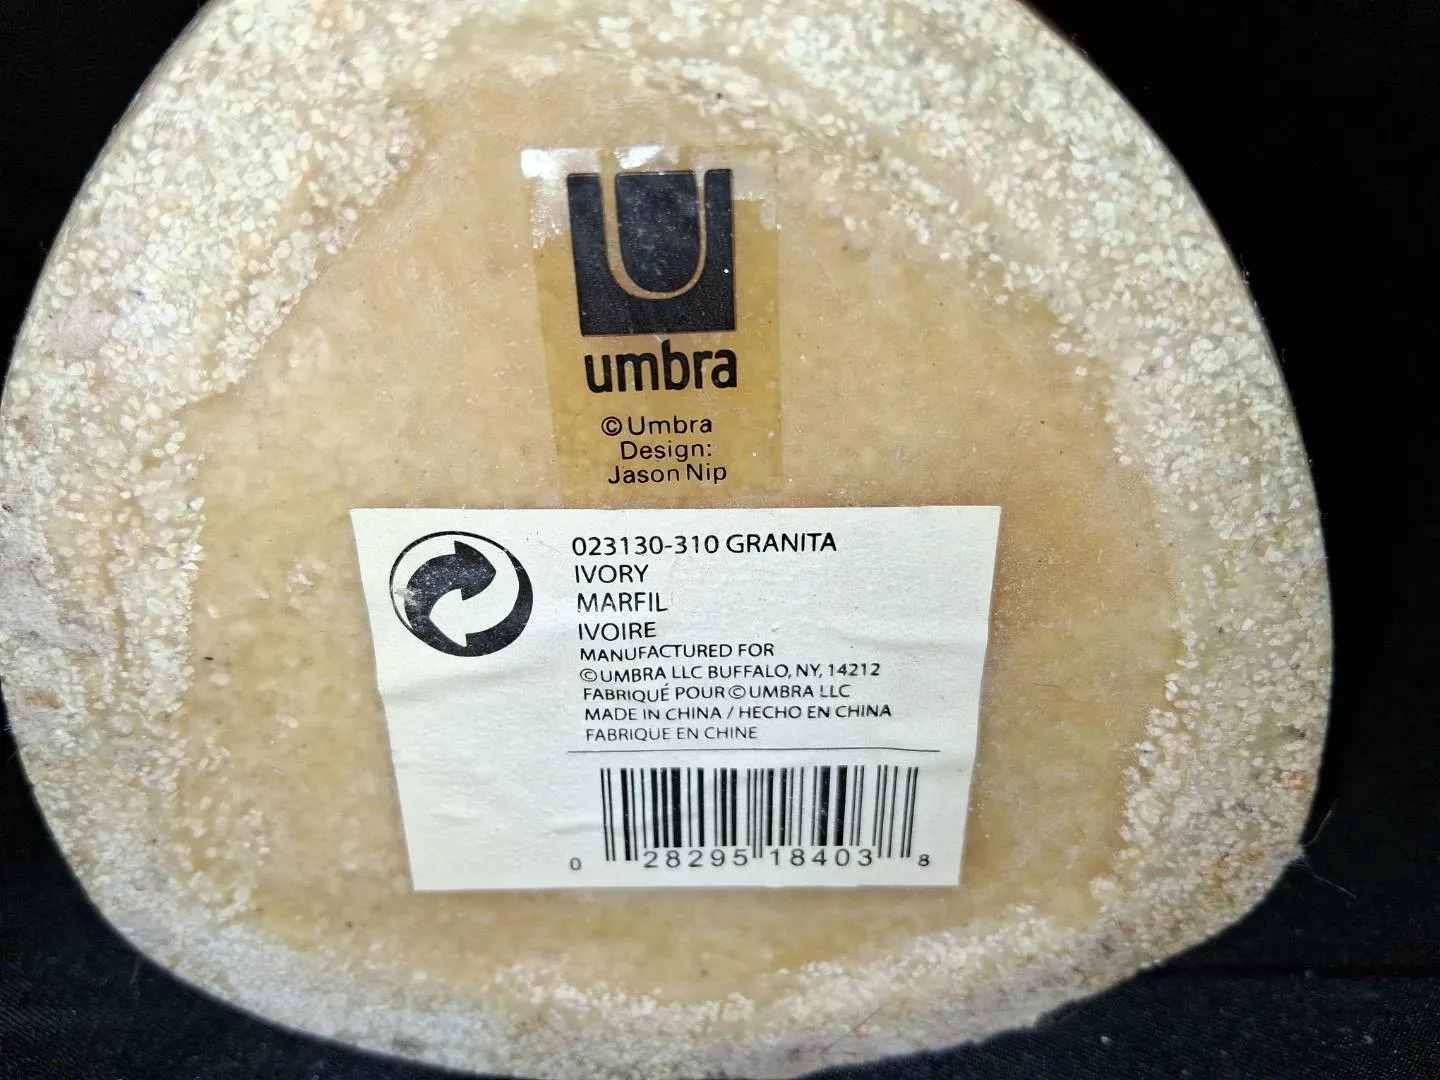 umbra
©Umbra
Design:
Jason Nip
023130-310 GRANITA
IVORY
MARFIL
IVOIRE
MANUFACTURED FOR
©UMBRA LLC BUFFALO, NY, 14212
FABRIQUÉ POUR©UMBRA LLC
MADE IN CHINA / HECHO EN CHINA
FABRIQUE EN CHINE
0 28295 18403 8